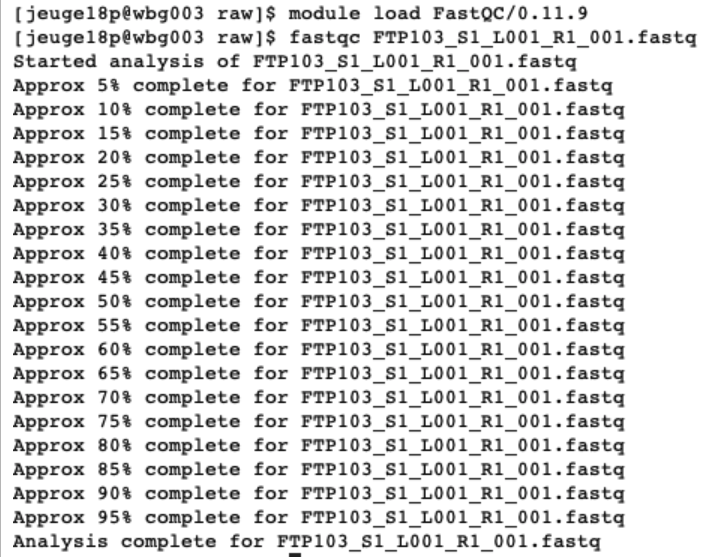 [jeuge18p@wbg003 raw]$ module load FastQC/0.11.9
[jeuge18p@wbg003 raw]$ fastqc FTP103_S1_L001_R1_001.fastq
Started analysis of FTP103_S1_L001_R1_001.fastq
Approx 5% complete for FTP103_S1_L001_R1_001.fastq
Approx 10% complete for FTP103_S1_L001_R1_001.fastq
Approx 15% complete for FTP103_S1_L001_R1_001.fastq
Approx 20% complete for FTP103_S1_L001_R1_001.fastq
Approx 25% complete for FTP103_S1_L001_R1_001.fastq
Approx 30% complete for FTP103_S1_L001_R1_001.fastq
Approx 35% complete for FTP103_S1_L001_R1_001.fastq
Approx 40% complete for FTP103_S1_L001_R1_001.fastq
Approx 45% complete for FTP103_S1_L001_R1_001.fastq
Approx 50% complete for FTP103_S1_L001_R1_001.fastq
Approx 55% complete for FTP103_S1_L001_R1_001.fastq
Approx 60% complete for FTP103_S1_L001_R1_001.fastq
Approx 65% complete for FTP103_S1_L001_R1_001.fastq
Approx 70% complete for FTP103_S1_L001_R1_001.fastq
Approx 75% complete for FTP103_S1_L001_R1_001.fastq
Approx 80% complete for FTP103_S1_L001_R1_001.fastq
Approx 85% complete for FTP103_S1_L001_R1_001.fastq
Approx 90% complete for FTP103_S1_L001_R1_001.fastq
Approx 95% complete for FTP103_S1_L001_R1_001.fastq
Analysis complete for FTP103_S1_L001_R1_001.fastq